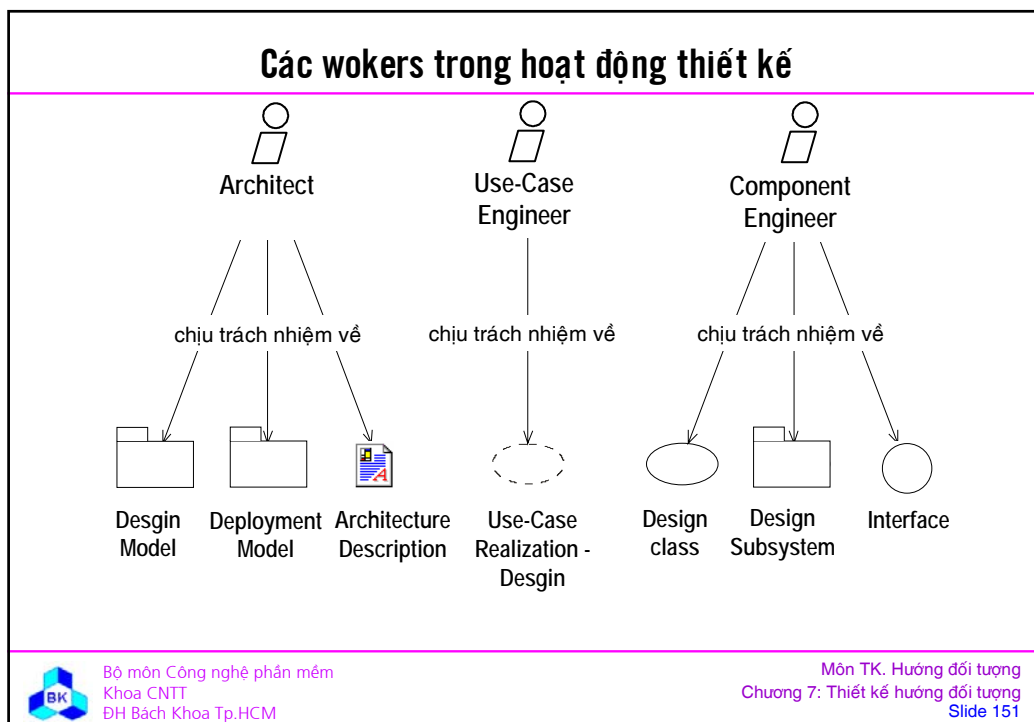 Các wokers trong hoạt động thiết kế
Architect
Use-Case
Engineer
Component
Engineer
chịu trách nhiệm về
chịu trách nhiệm về
chịu trách nhiệm về
Desgin
Model
Deployment
Model
Architecture
Description
Use-Case
Realization -
Desgin
Design
class
Design
Subsystem
Interface
BK
Bộ môn Công nghệ phần mềm
Khoa CNTT
ĐH Bách Khoa Tp.HCM
Môn TK. Hướng đối tượng
Chương 7: Thiết kế hướng đối tượng
Slide 151